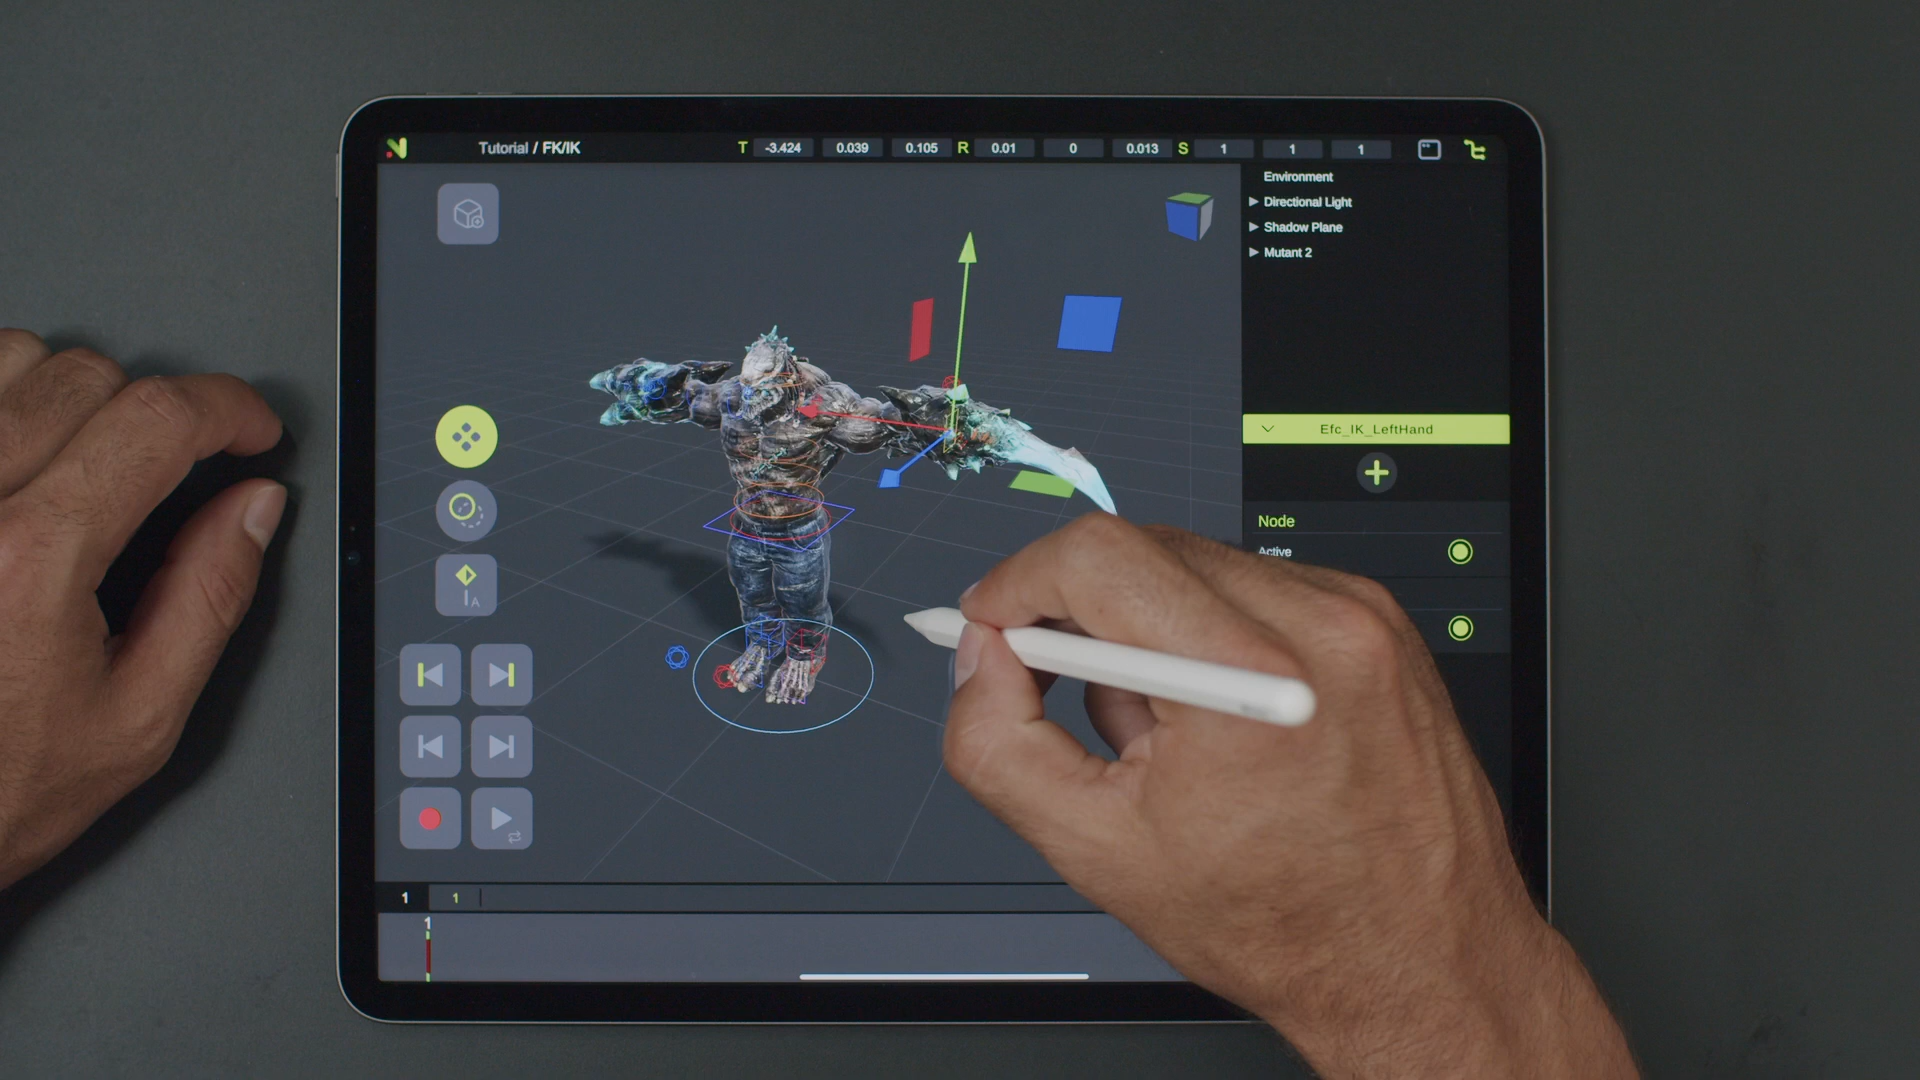 Tutorial / FK/IK T -3.424 0.039 0.105 R 0.01 0 0.013 S 1 1 1
Environment
Directional Light
Shadow Plane
Mutant 2
Efc_IK_LeftHand
Node
Active
A
1 1
1